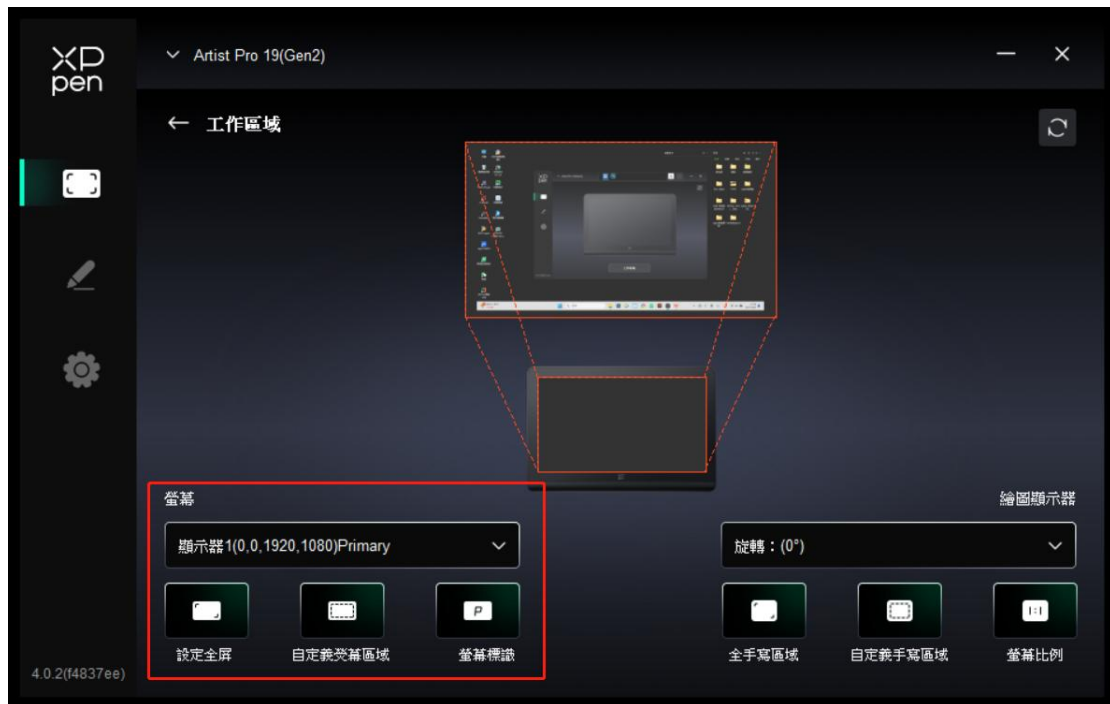 XP
pen
Artist Pro 19(Gen2)
工作區域
螢幕
繪圖顯示器
顯示器1(0,0,1920,1080)Primary
旋轉：(0°)
P
1:1
設定全屏
自定義熒幕區域
螢幕標識
全手寫區域
自定義手寫區域
螢幕比例
4.0.2(f4837ee)